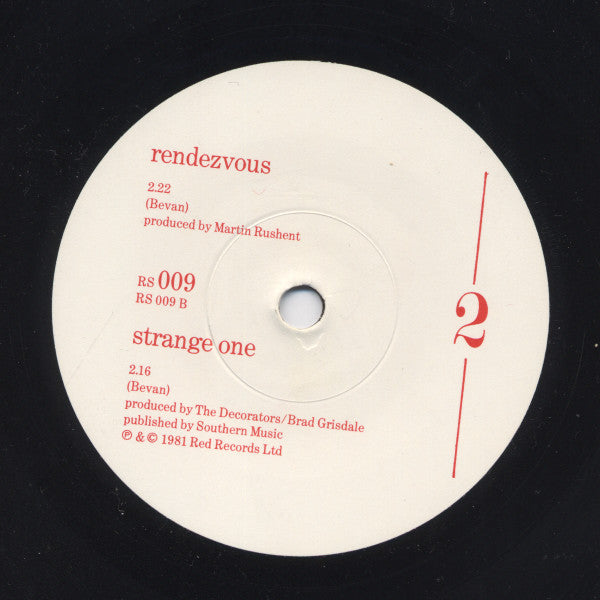 rendezvous
2.22
(Bevan)
produced by Martin Rushent
RS 009
RS 009 B
strange one
2.16
(Bevan)
produced by The Decorators/Brad Grisdale
published by Southern Music
℗ & © 1981 Red Records Ltd
2